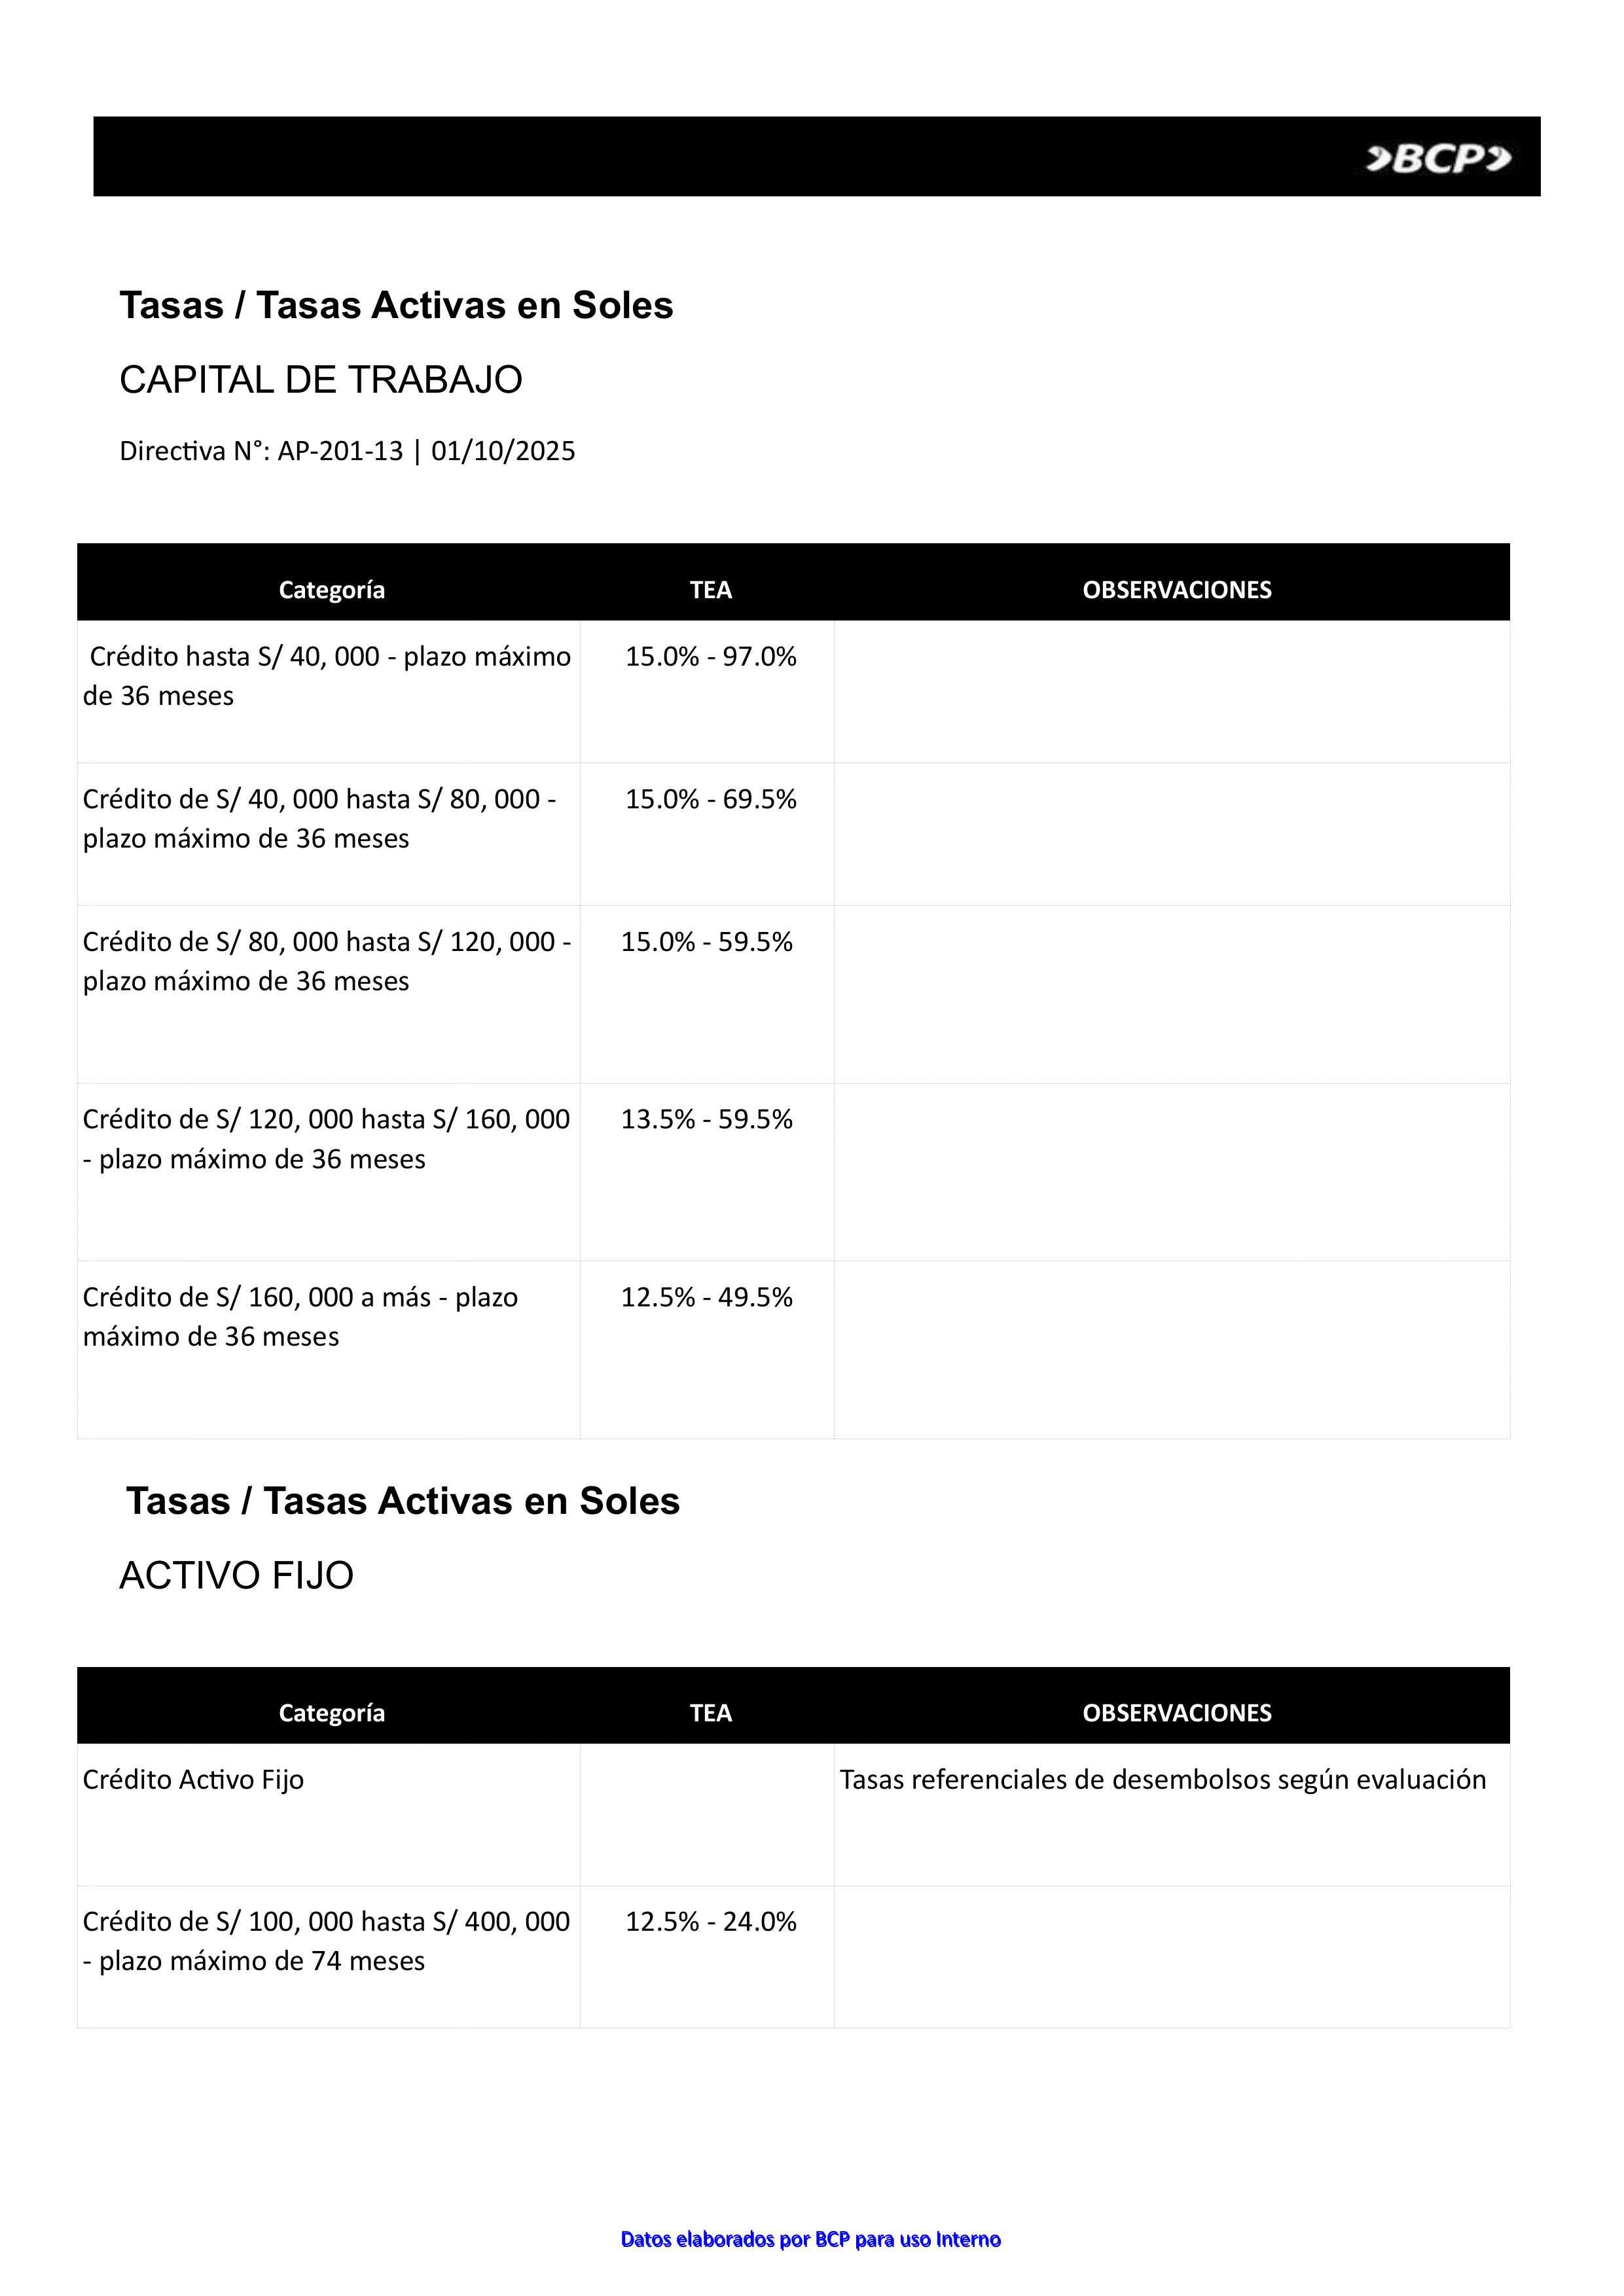 BCP
Tasas / Tasas Activas en Soles
CAPITAL DE TRABAJO
Directiva N°: AP-201-13 | 01/10/2025
Categoría TEA OBSERVACIONES
Crédito hasta S/ 40, 000 - plazo máximo 15.0% - 97.0%
de 36 meses
Crédito de S/ 40, 000 hasta S/ 80, 000 - 15.0% - 69.5%
plazo máximo de 36 meses
Crédito de S/ 80, 000 hasta S/ 120, 000 - 15.0% - 59.5%
plazo máximo de 36 meses
Crédito de S/ 120, 000 hasta S/ 160, 000 13.5% - 59.5%
- plazo máximo de 36 meses
Crédito de S/ 160, 000 a más - plazo 12.5% - 49.5%
máximo de 36 meses
Tasas / Tasas Activas en Soles
ACTIVO FIJO
Categoría TEA OBSERVACIONES
Crédito Activo Fijo Tasas referenciales de desembolsos según evaluación
Crédito de S/ 100, 000 hasta S/ 400, 000 12.5% - 24.0%
- plazo máximo de 74 meses
Datos elaborados por BCP para uso Interno